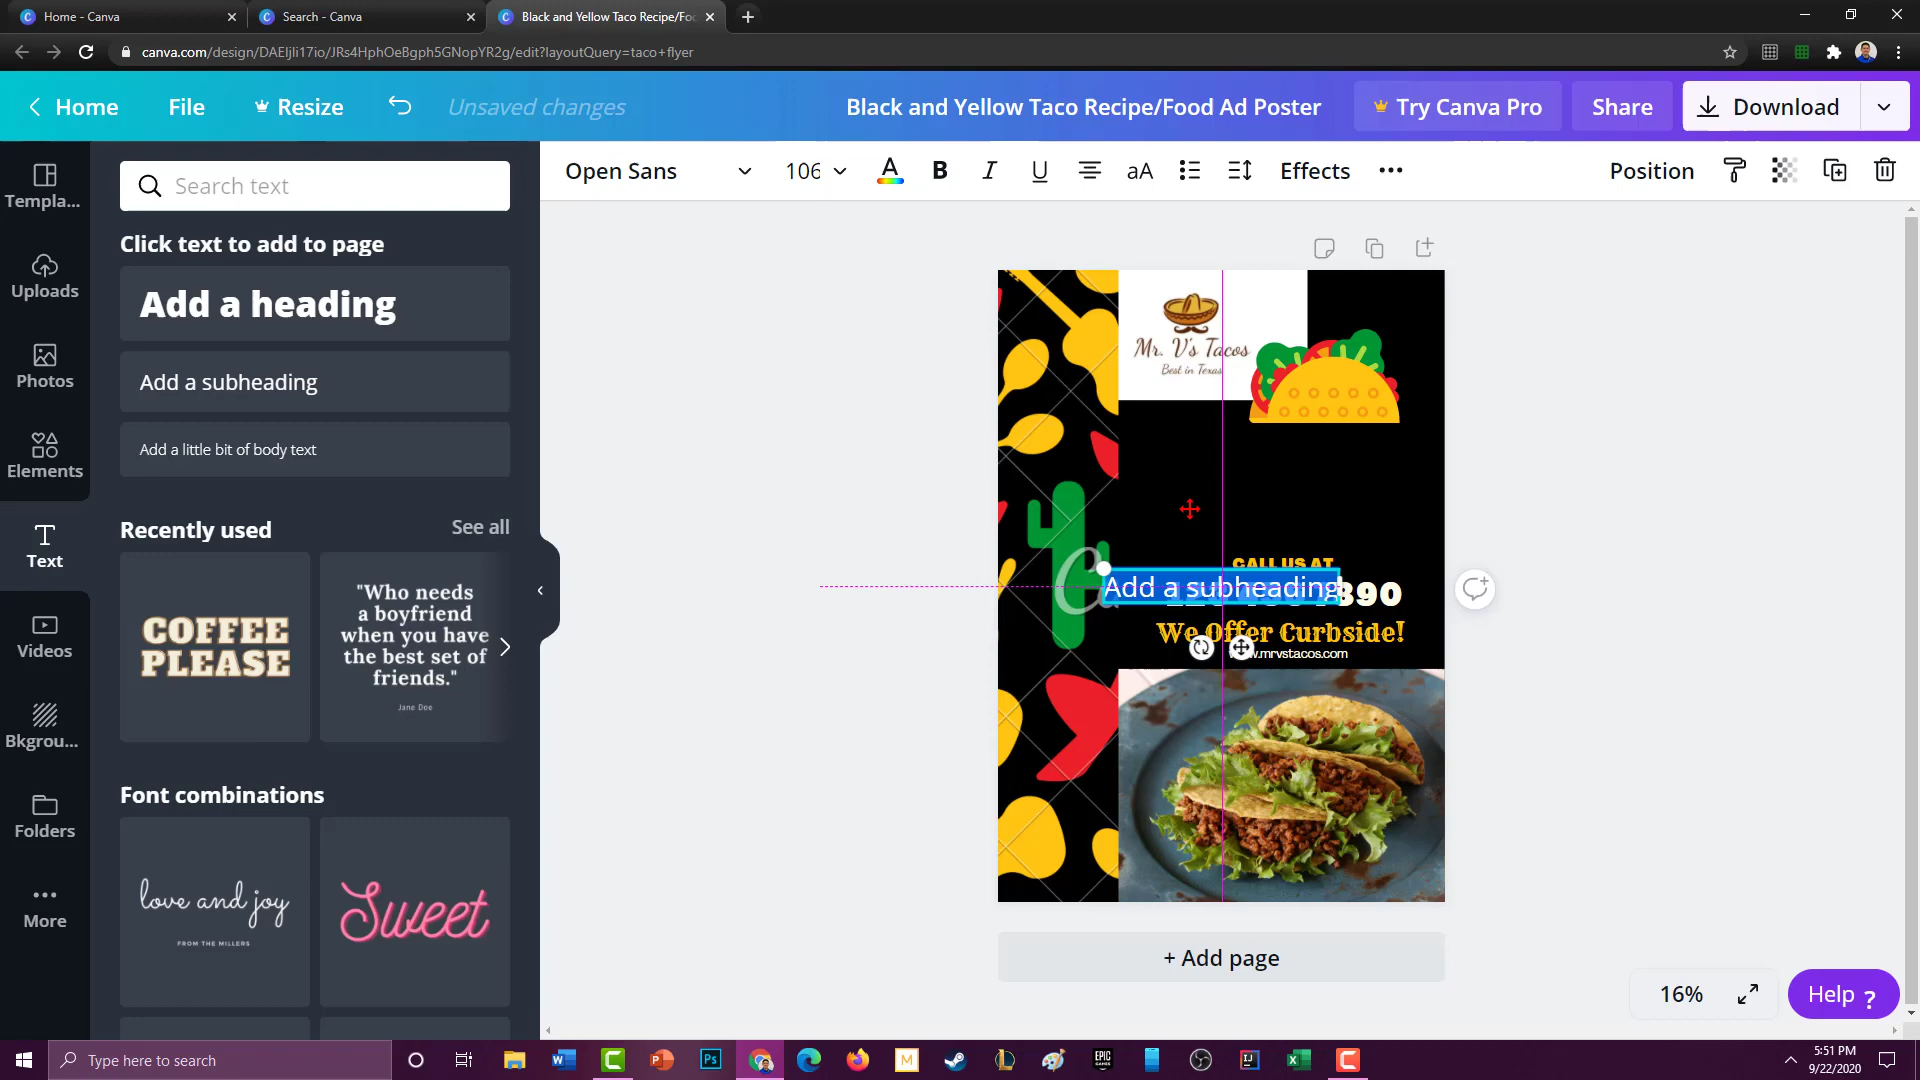 Home - Canva
Search - Canva
Black and Yellow Taco Recipe/Foo
canva.com/design/DAEIjli17io/JRs4HphOeBgph5GNopYR2g/edit?layoutQuery=taco+flyer
Home
File
Resize
Unsaved changes
Black and Yellow Taco Recipe/Food Ad Poster
Try Canva Pro
Share
Download
Open Sans
106
A
B
I
U
aA
Effects
Position
Templa...
Uploads
Photos
Elements
Text
Videos
Bkgrou...
Folders
More
Search text
Click text to add to page
Add a heading
Add a subheading
Add a little bit of body text
Recently used
See all
COFFEE
PLEASE
"Who needs
a boyfriend
when you have
the best set of
friends."
Jane Doe
Font combinations
love and joy
FROM THE MILLERS
Sweet
Mr. V's Tacos
Best in Texas
CALL US AT
Add a subheading
890
We Offer Curbside!
www.mrvstacos.com
+ Add page
16%
Help ?
Type here to search
5:51 PM
9/22/2020